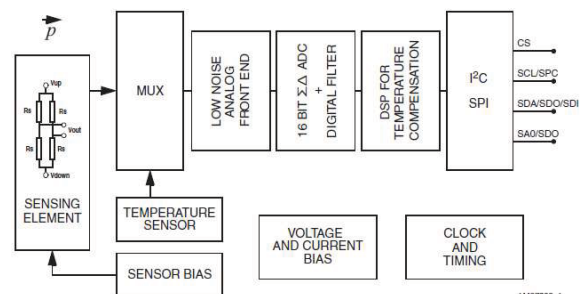 p
Vup
Rs
Rs
Vout
Rs
Rs
Vdown
SENSING
ELEMENT
MUX
LOW NOISE
ANALOG
FRONT END
16 BIT Σ Δ ADC
+
DIGITAL FILTER
DSP FOR
TEMPERATURE
COMPENSATION
I²C
SPI
CS
SCL/SPC
SDA/SDO/SDI
SA0/SDO
TEMPERATURE
SENSOR
SENSOR BIAS
VOLTAGE
AND CURRENT
BIAS
CLOCK
AND
TIMING